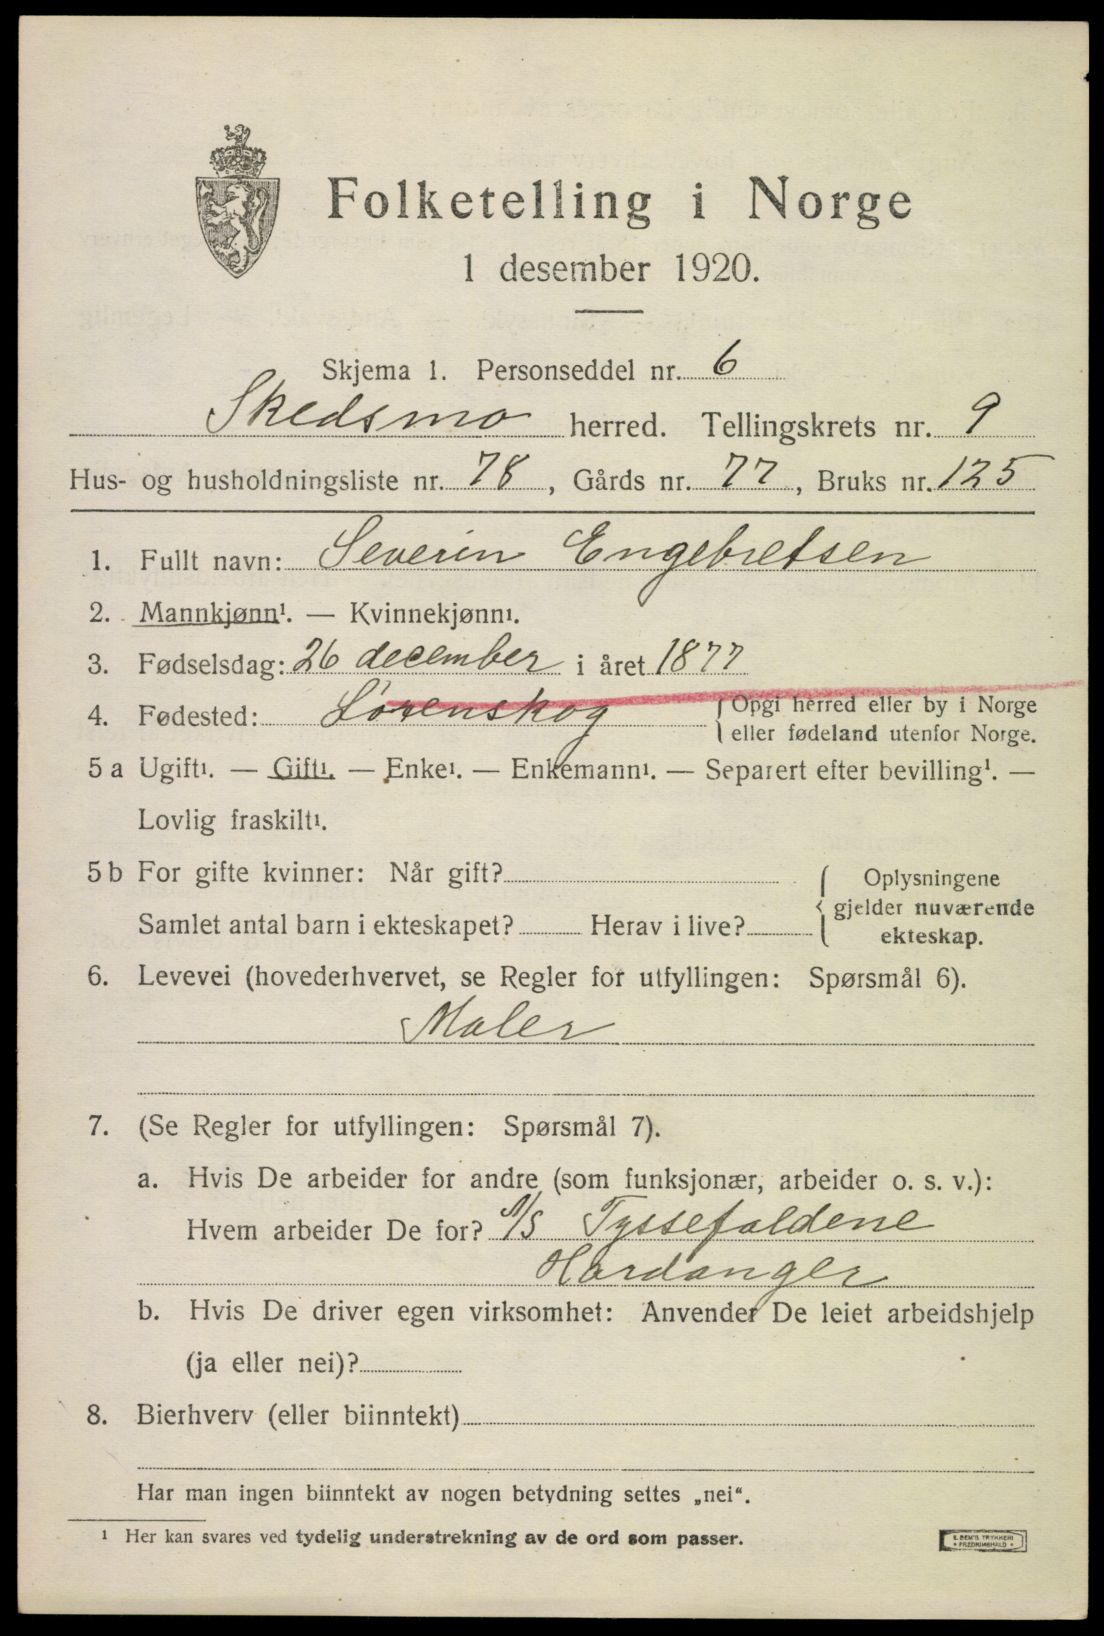 Folketelling i Norge
1 desember 1920.
Skjema 1. Personseddel nr. 6
Skedsmo herred. Tellingskrets nr. 9
Hus- og husholdningsliste nr. 78, Gårds nr. 77, Bruks nr. 125
1. Fullt navn: Severin Engebretsen
2. Mannkjønn¹. — Kvinnekjønn¹.
3. Fødselsdag: 26 december i året 1877
4. Fødested: Lørenskog { Opgi herred eller by i Norge
eller fødeland utenfor Norge.
5 a Ugift¹. — Gift¹. — Enke¹. — Enkemann¹. — Separert efter bevilling¹. —
Lovlig fraskilt¹.
5 b For gifte kvinner: Når gift?
Samlet antal barn i ekteskapet? Herav i live?
{ Oplysningene
gjelder nuværende
ekteskap.
6. Levevei (hovederhvervet, se Regler for utfyllingen: Spørsmål 6).
Maler
7. (Se Regler for utfyllingen: Spørsmål 7).
a. Hvis De arbeider for andre (som funksjonær, arbeider o. s. v.):
Hvem arbeider De for? A/S Tyssefaldene
Hardanger
b. Hvis De driver egen virksomhet: Anvender De leiet arbeidshjelp
(ja eller nei)?
8. Bierhverv (eller biinntekt)
Har man ingen biinntekt av nogen betydning settes „nei“.
¹ Her kan svares ved tydelig understrekning av de ord som passer.
E. SEM'S TRYKKERI
• FREDRIKSHALD •